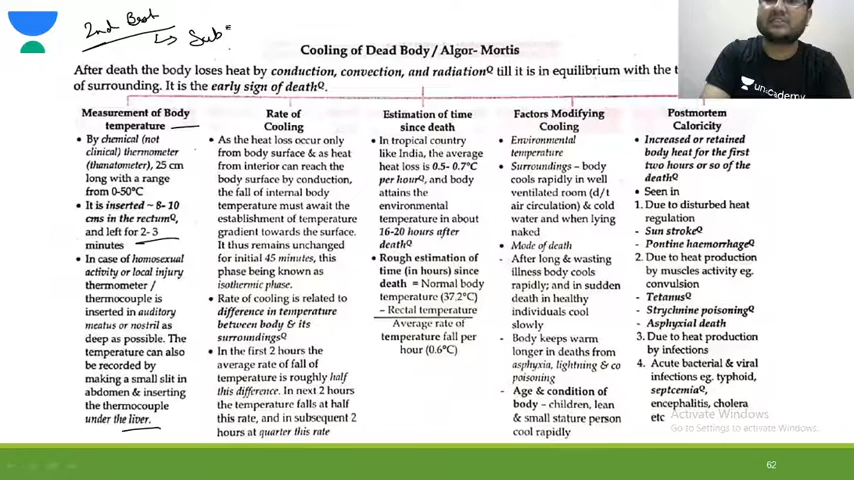 2nd Best
↳ Sub
Cooling of Dead Body / Algor- Mortis
After death the body loses heat by conduction, convection, and radiationQ till it is in equilibrium with the t
of surrounding. It is the early sign of deathQ.
Measurement of Body
temperature
• By chemical (not
clinical) thermometer
(thanatometer), 25 cm
long with a range
from 0-50°C
• It is inserted ~ 8- 10
cms in the rectumQ,
and left for 2- 3
minutes
• In case of homosexual
activity or local injury
thermometer /
thermocouple is
inserted in auditory
meatus or nostril as
deep as possible. The
temperature can also
be recorded by
making a small slit in
abdomen & inserting
the thermocouple
under the liver.
Rate of
Cooling
• As the heat loss occur only
from body surface & as heat
from interior can reach the
body surface by conduction,
the fall of internal body
temperature must await the
establishment of temperature
gradient towards the surface.
It thus remains unchanged
for initial 45 minutes, this
phase being known as
isothermic phase.
• Rate of cooling is related to
difference in temperature
between body & its
surroundingsQ
• In the first 2 hours the
average rate of fall of
temperature is roughly half
this difference. In next 2 hours
the temperature falls at half
this rate, and in subsequent 2
hours at quarter this rate
Estimation of time
since death
• In tropical country
like India, the average
heat loss is 0.5- 0.7°C
per hourQ, and body
attains the
environmental
temperature in about
16-20 hours after
deathQ
• Rough estimation of
time (in hours) since
death = Normal body
temperature (37.2°C)
– Rectal temperature
Average rate of
temperature fall per
hour (0.6°C)
Factors Modifying
Cooling
• Environmental
temperature
• Surroundings – body
cools rapidly in well
ventilated room (d/t
air circulation) & cold
water and when lying
naked
• Mode of death
- After long & wasting
illness body cools
rapidly; and in sudden
death in healthy
individuals cool
slowly
- Body keeps warm
longer in deaths from
asphyxia, lightning & co
poisoning
- Age & condition of
body – children, lean
& small stature person
cool rapidly
Postmortem
Caloricity
• Increased or retained
body heat for the first
two hours or so of the
deathQ
• Seen in
1. Due to disturbed heat
regulation
- Sun strokeQ
- Pontine haemorrhageQ
2. Due to heat production
by muscles activity eg.
convulsion
- TetanusQ
- Strychnine poisoningQ
- Asphyxial death
3. Due to heat production
by infections
4. Acute bacterial & viral
infections eg. typhoid,
septcemiaQ,
encephalitis, cholera
etc
unacademy
Activate Windows
Go to Settings to activate Windows.
62